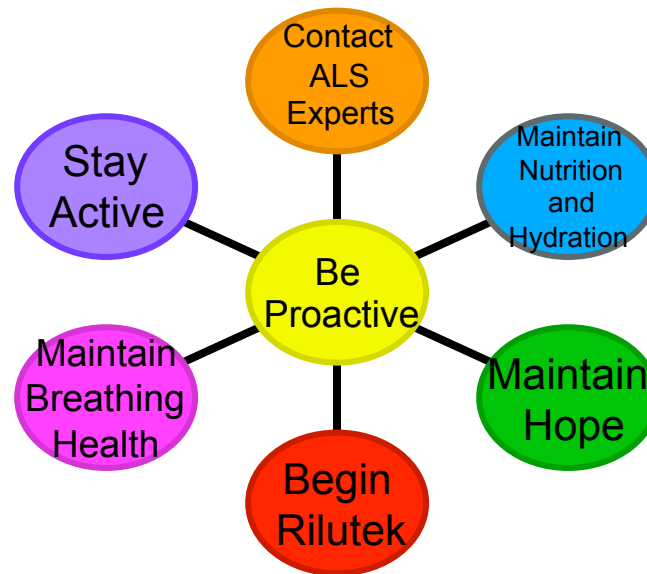 Contact
ALS
Experts
Maintain
Nutrition
and
Hydration
Maintain
Hope
Begin
Rilutek
Maintain
Breathing
Health
Stay
Active
Be
Proactive